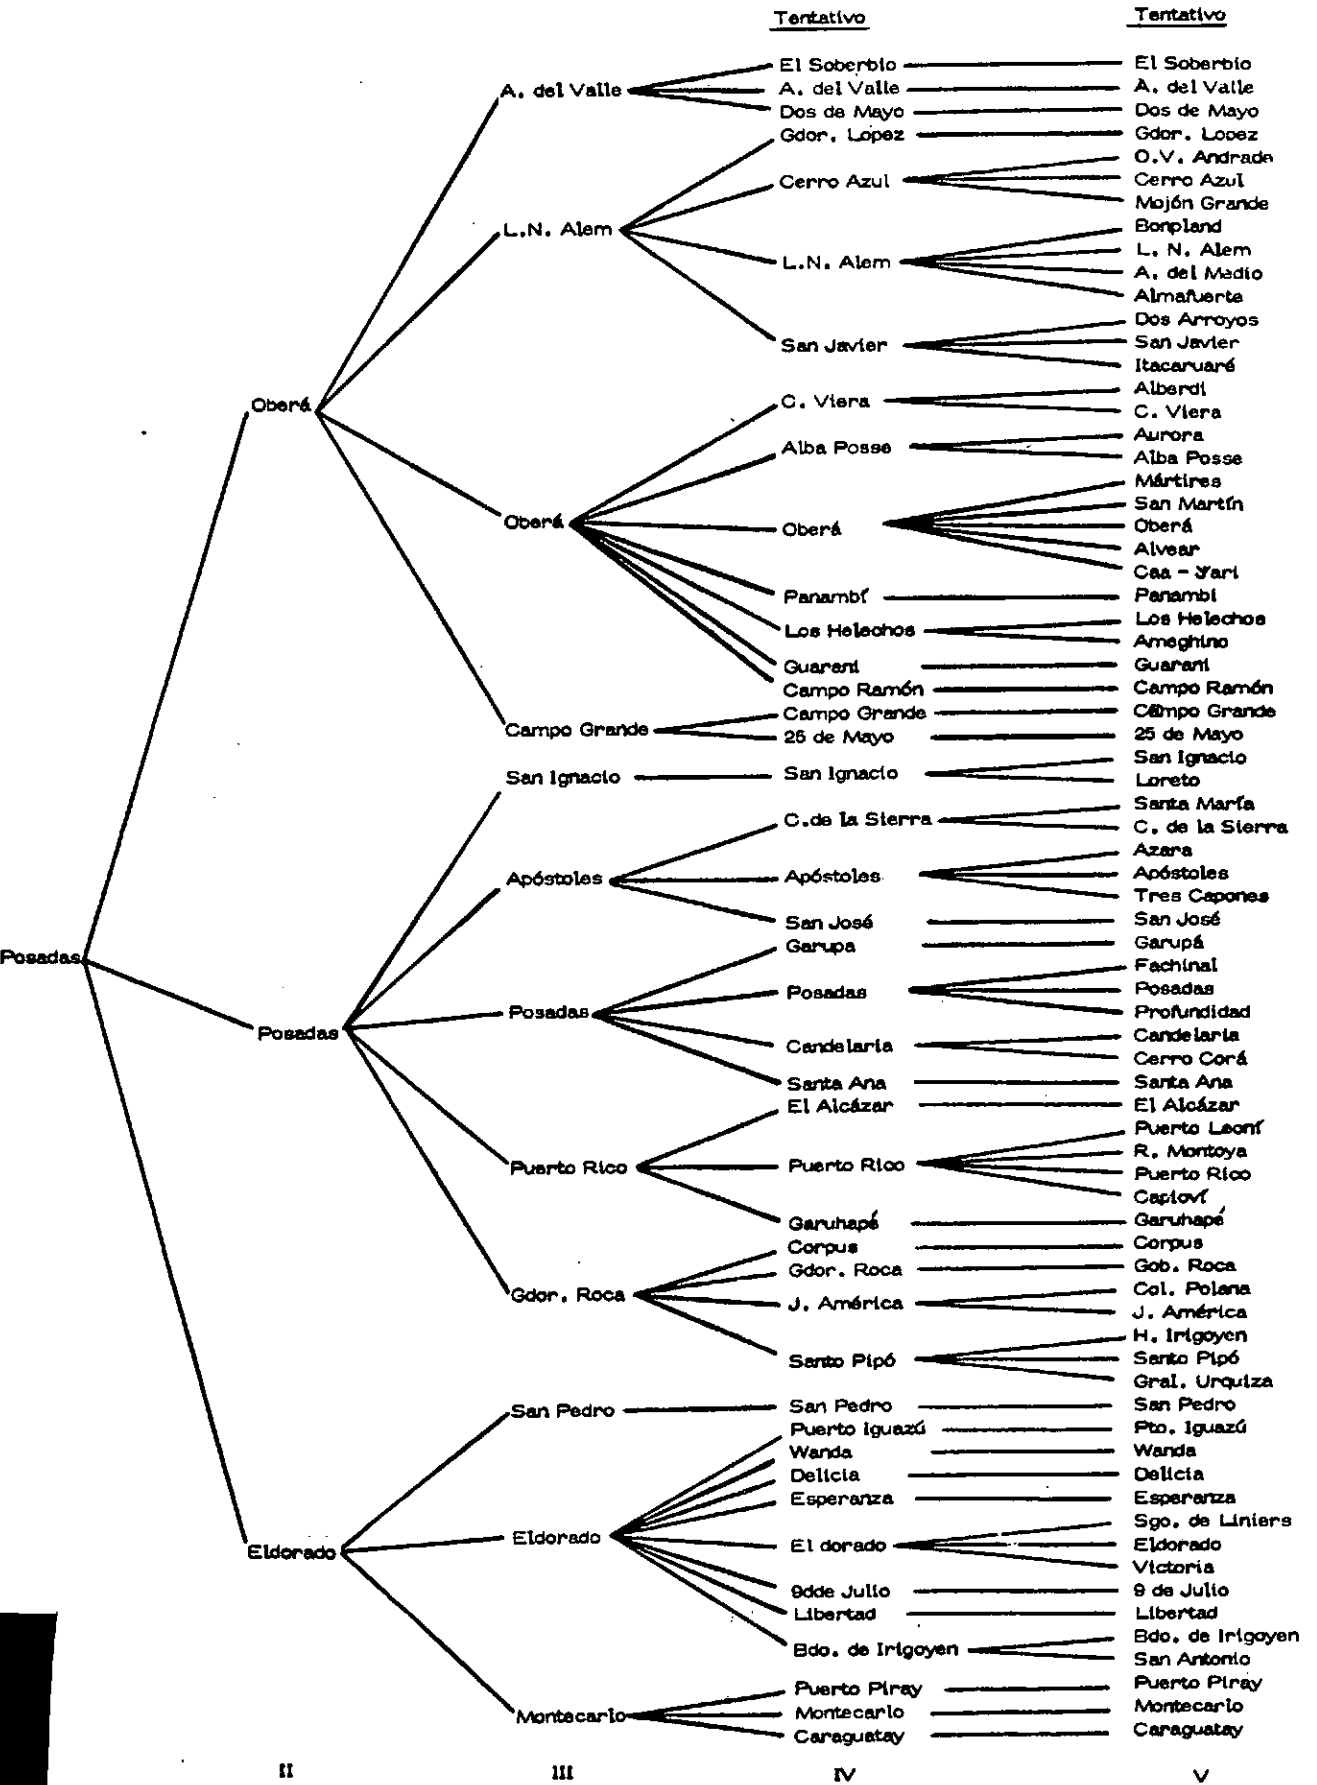 Tentativo Tentativo
El Soberbio El Soberbio
A. del Valle A. del Valle A. del Valle
Dos de Mayo Dos de Mayo
Gdor. Lopez Gdor. Lopez
O.V. Andrade
Cerro Azul Cerro Azul
Mojón Grande
L.N. Alem Bonpland
L.N. Alem L. N. Alem
A. del Medio
Almafuerte
Dos Arroyos
San Javier San Javier
Itacaruaré
Oberá C. Viera Alberdi
C. Viera
Alba Posse Aurora
Alba Posse
Mártires
San Martín
Oberá Oberá Oberá
Alvear
Caa - Yari
Panambí Panambi
Los Helechos Los Helechos
Ameghino
Guarani Guarani
Campo Ramón Campo Ramón
Campo Grande Campo Grande Campo Grande
25 de Mayo 25 de Mayo
San Ignacio San Ignacio San Ignacio
Loreto
C.de la Sierra Santa María
C. de la Sierra
Azara
Apóstoles Apóstoles Apóstoles
Tres Capones
San José San José
Garupa Garupá
Posadas Fachinal
Posadas Posadas
Posadas Posadas Profundidad
Candelaria Candelaria
Cerro Corá
Santa Ana Santa Ana
El Alcázar El Alcázar
Puerto Leoní
R. Montoya
Puerto Rico Puerto Rico Puerto Rico
Capioví
Garuhapé Garuhapé
Corpus Corpus
Gdor. Roca Gob. Roca
Gdor. Roca J. América Col. Polana
J. América
H. Irigoyen
Santo Pipó Santo Pipó
Gral. Urquiza
San Pedro San Pedro San Pedro
Puerto Iguazú Pto. Iguazú
Wanda Wanda
Delicia Delicia
Esperanza Esperanza
Sgo. de Liniers
Eldorado Eldorado El dorado Eldorado
Victoria
9dde Julio 9 de Julio
Libertad Libertad
Bdo. de Irigoyen Bdo. de Irigoyen
San Antonio
Puerto Piray Puerto Piray
Montecarlo Montecarlo Montecarlo
Caraguatay Caraguatay
II III IV V